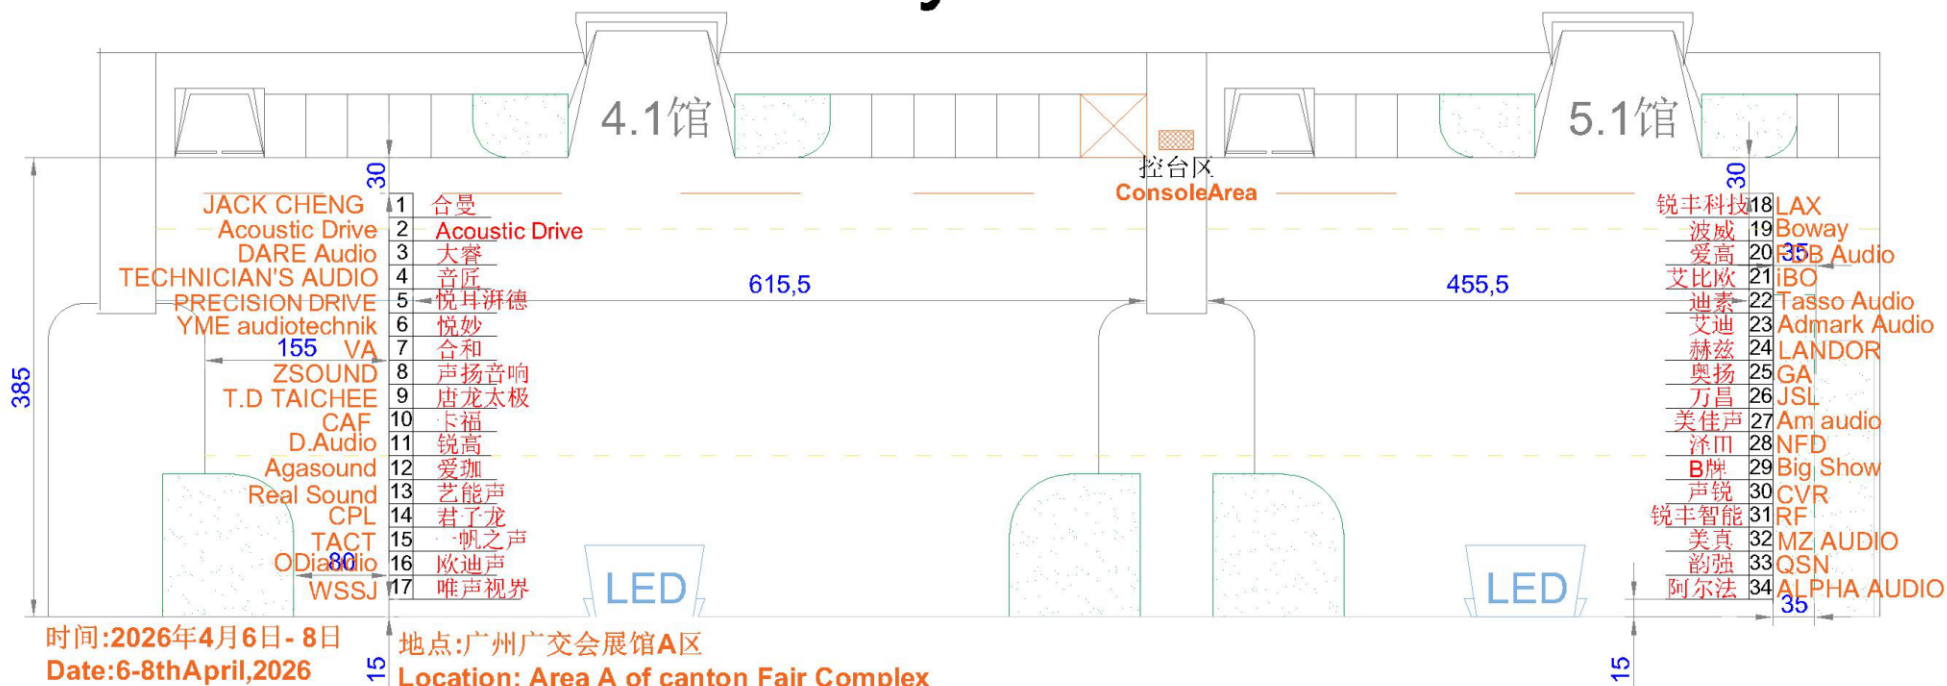 4.1馆
5.1馆
控台区
ConsoleArea
30
30
JACK CHENG 1 合曼
Acoustic Drive 2 Acoustic Drive
DARE Audio 3 大睿
TECHNICIAN'S AUDIO 4 音匠
PRECISION DRIVE 5 悦耳湃德
YME audiotechnik 6 悦妙
VA 7 合和
ZSOUND 8 声扬音响
T.D TAICHEE 9 唐龙太极
CAF 10 卡福
D.Audio 11 锐高
Agasound 12 爱珈
Real Sound 13 艺能声
CPL 14 君子龙
TACT 15 一帆之声
ODiaudio 16 欧迪声
WSSJ 17 唯声视界
615,5
455,5
155
385
80
锐丰科技 18 LAX
波威 19 Boway
爱高 20 FDB Audio
35
艾比欧 21 iBO
迪素 22 Tasso Audio
艾迪 23 Admark Audio
赫兹 24 LANDOR
奥扬 25 GA
万昌 26 JSL
美佳声 27 Am audio
28 NFD
B牌 29 Big Show
声锐 30 CVR
锐丰智能 31 RF
美真 32 MZ AUDIO
韵强 33 QSN
阿尔法 34 ALPHA AUDIO
35
LED
LED
时间:2026年4月6日- 8日
Date:6-8thApril,2026
15
地点:广州广交会展馆A区
Location: Area A of canton Fair Complex
15